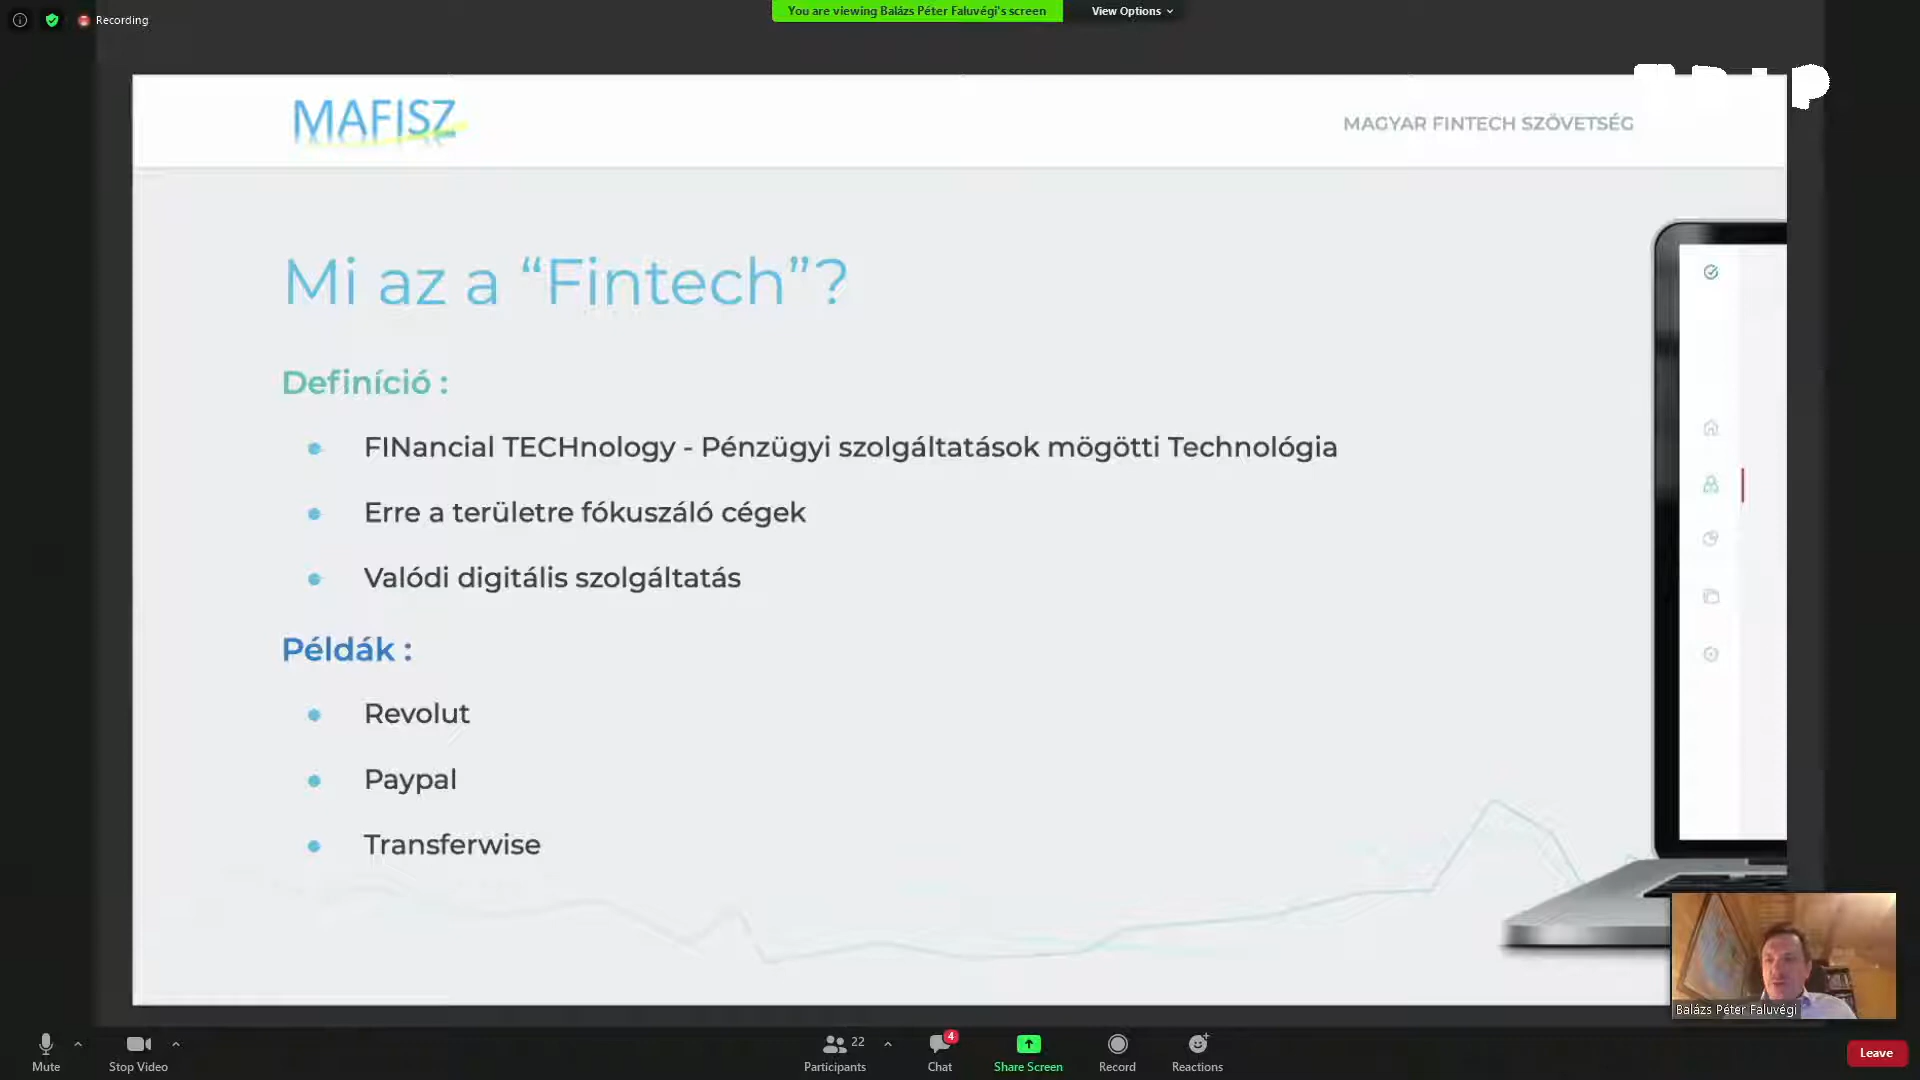 Recording
You are viewing Balázs Péter Faluvégi's screen
View Options
MAFISZ
MAGYAR FINTECH SZÖVETSÉG
Mi az a “Fintech”?
Definíció :
FINancial TECHnology - Pénzügyi szolgáltatások mögötti Technológia
Erre a területre fókuszáló cégek
Valódi digitális szolgáltatás
Példák :
Revolut
Paypal
Transferwise
Balázs Péter Faluvégi
Mute
Stop Video
22
Participants
4
Chat
Share Screen
Record
Reactions
Leave